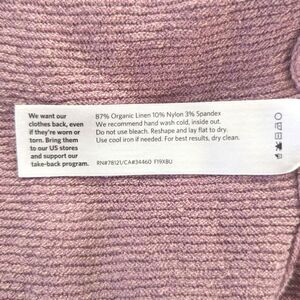 We want our
clothes back, even
if they're worn or
torn. Bring them
to our US stores
and support our
take-back program.
87% Organic Linen 10% Nylon 3% Spandex
We recommend hand wash cold, inside out.
Do not use bleach. Reshape and lay flat to dry.
Use cool iron if needed. For best results, dry clean.
RN#78121/CA#34460 F19XBU